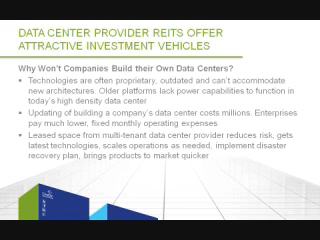 DATA CENTER PROVIDER REITS OFFER
ATTRACTIVE INVESTMENT VEHICLES
Why Won't Companies Build their Own Data Centers?
▪ Technologies are often proprietary, outdated and can't accommodate
new architectures. Older platforms lack power capabilities to function in
today's high density data center
▪ Updating of building a company's data center costs millions. Enterprises
pay much lower, fixed monthly operating expenses.
▪ Leased space from multi-tenant data center provider reduces risk, gets
latest technologies, scales operations as needed, implement disaster
recovery plan, brings products to market quicker